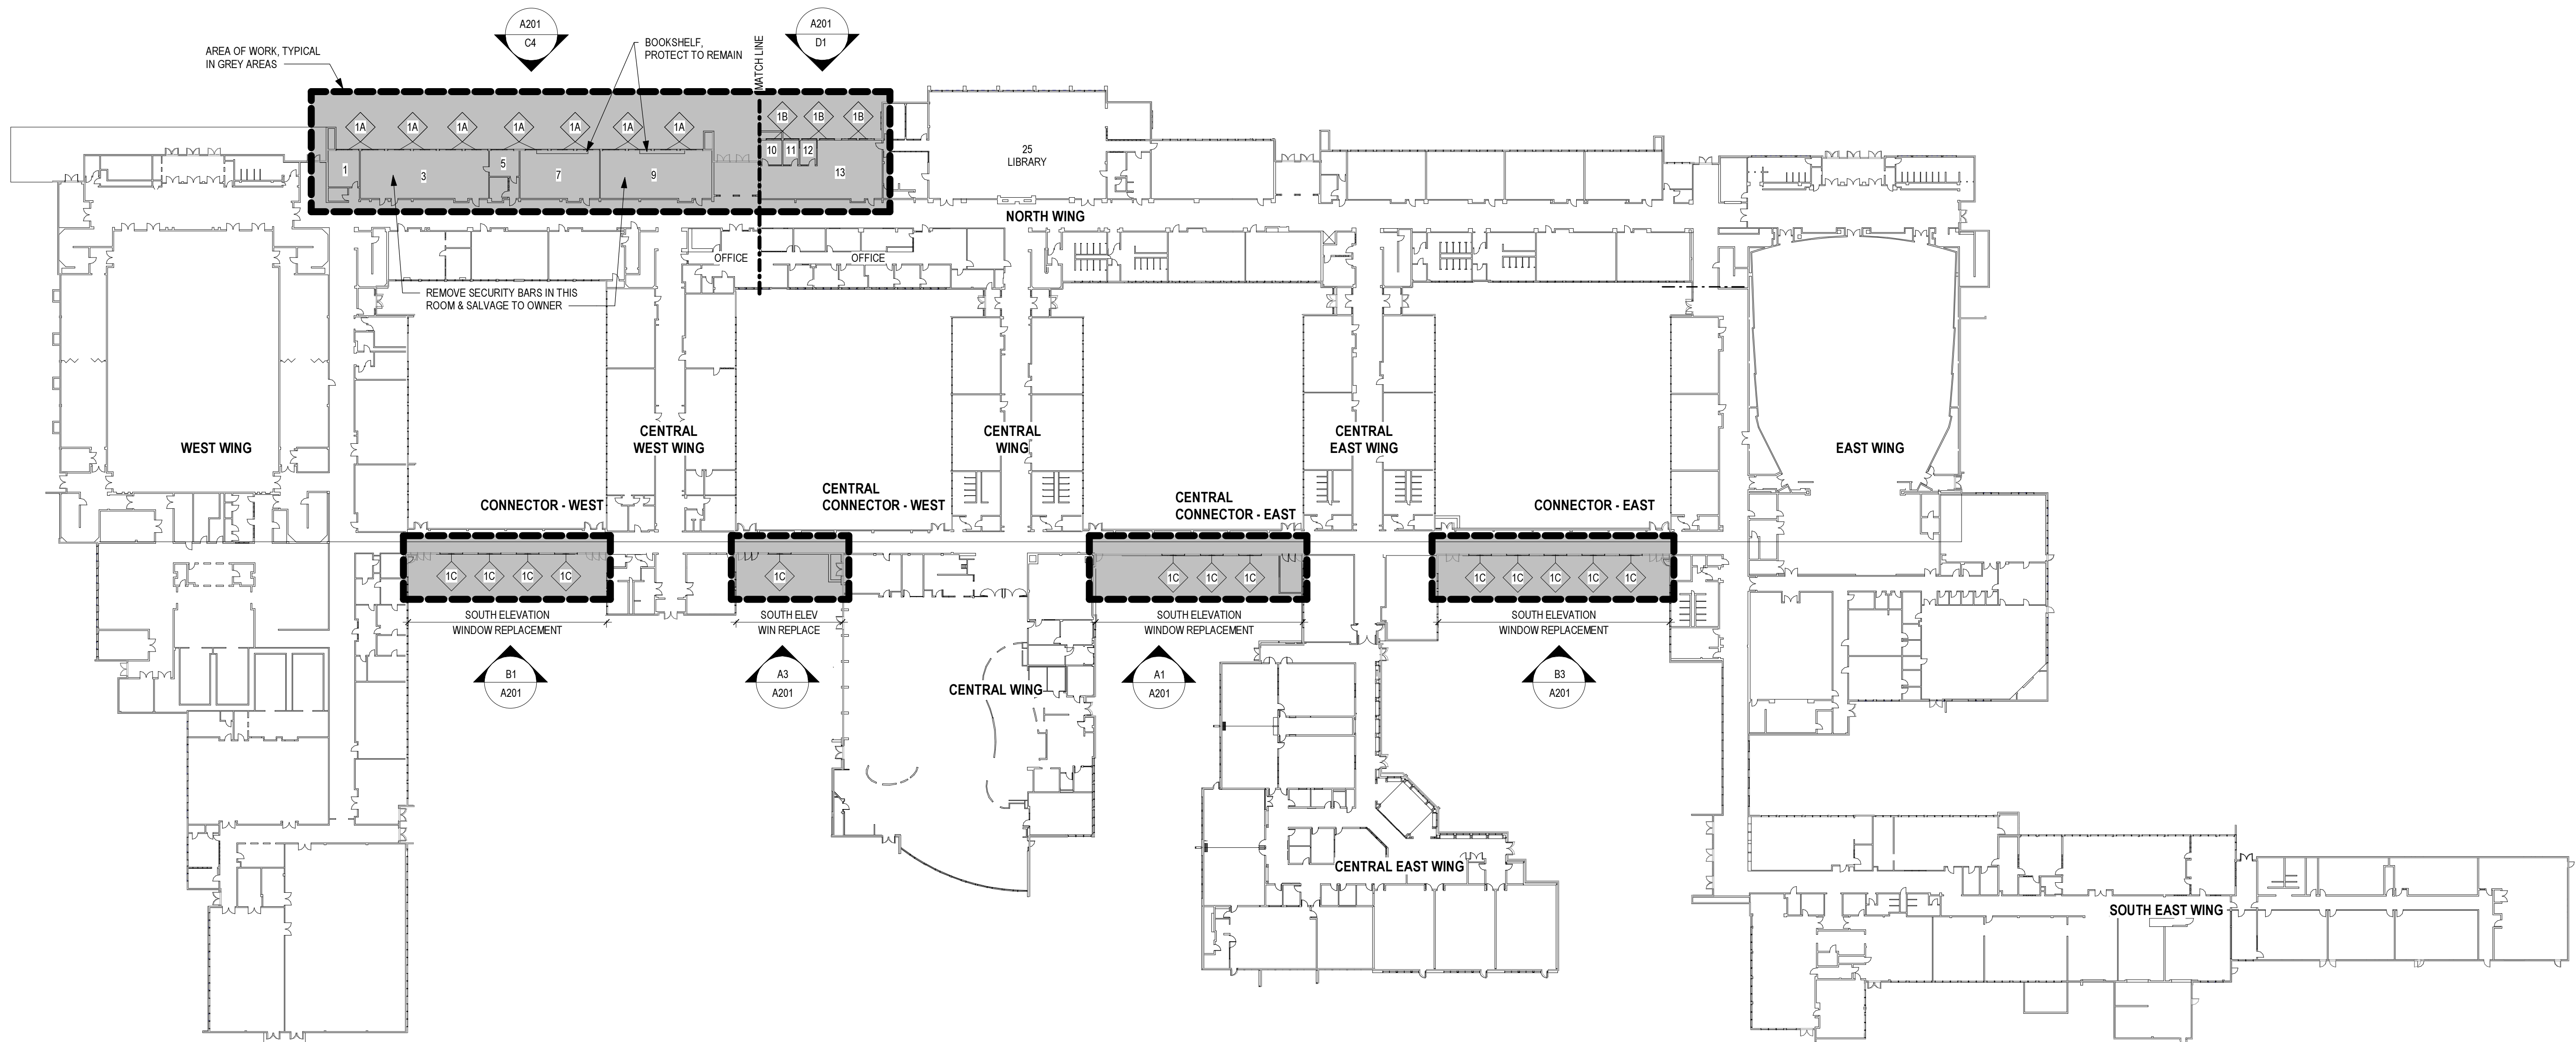 A201
C4
A201
D1
AREA OF WORK, TYPICAL
IN GREY AREAS
BOOKSHELF,
PROTECT TO REMAIN
MATCH LINE
1A
1A
1A
1A
1A
1A
1A
1B
1B
1B
1
3
5
7
9
10
11
12
13
25
LIBRARY
NORTH WING
OFFICE
OFFICE
REMOVE SECURITY BARS IN THIS
ROOM & SALVAGE TO OWNER
WEST WING
CENTRAL
WEST WING
CENTRAL
WING
CENTRAL
EAST WING
EAST WING
CONNECTOR - WEST
CENTRAL
CONNECTOR - WEST
CENTRAL
CONNECTOR - EAST
CONNECTOR - EAST
1C
1C
1C
1C
1C
1C
1C
1C
1C
1C
1C
1C
1C
SOUTH ELEVATION
WINDOW REPLACEMENT
SOUTH ELEV
WIN REPLACE
SOUTH ELEVATION
WINDOW REPLACEMENT
SOUTH ELEVATION
WINDOW REPLACEMENT
B1
A201
A3
A201
A1
A201
B3
A201
CENTRAL WING
CENTRAL EAST WING
SOUTH EAST WING